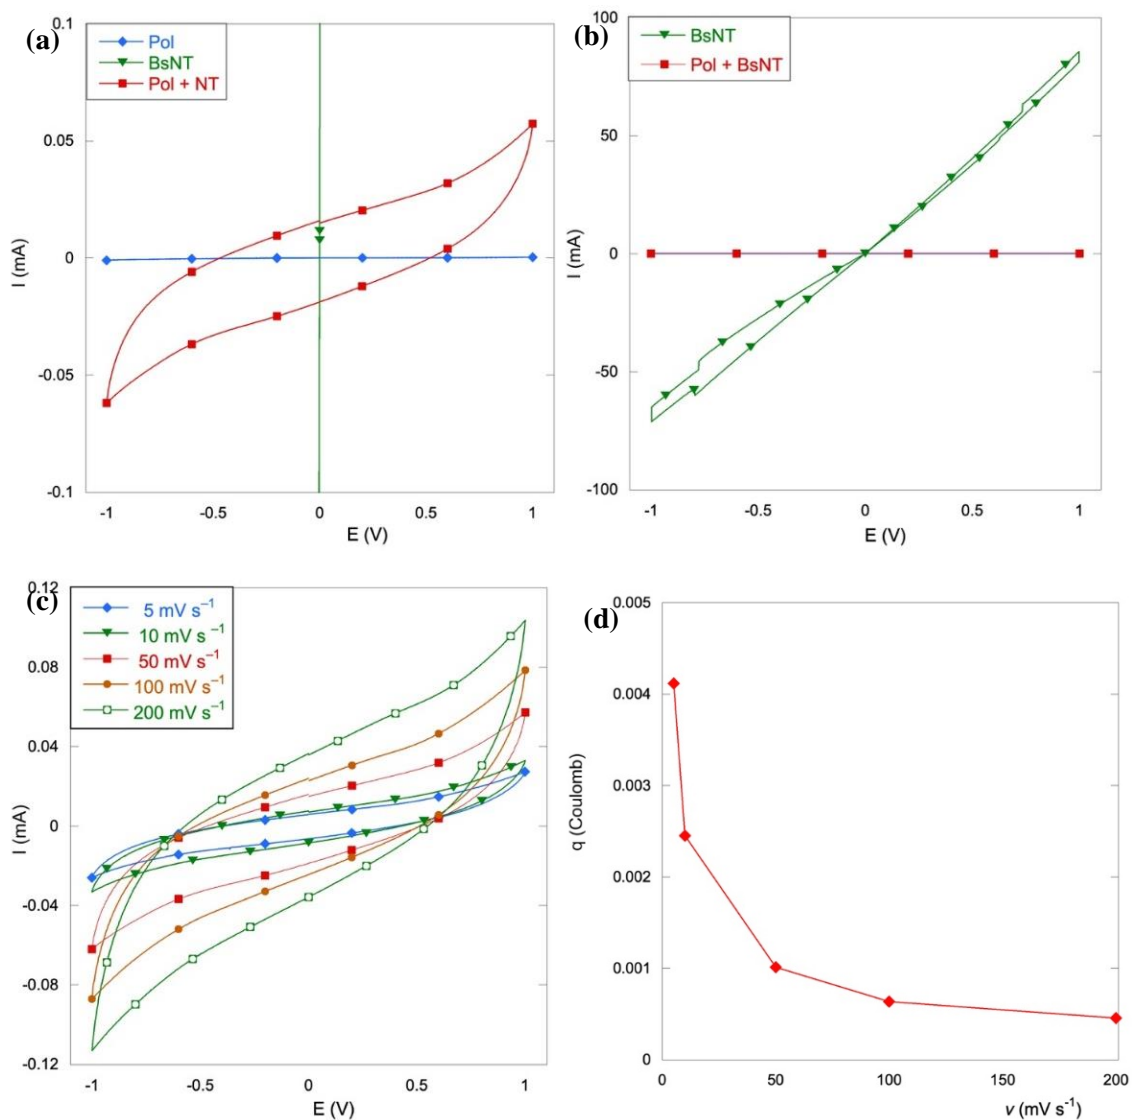 (a)
Pol
BsNT
Pol + NT
0.1
0.05
0
-0.05
-0.1
I (mA)
-1
-0.5
0
0.5
1
E (V)
(b)
BsNT
Pol + BsNT
100
50
0
-50
-100
I (mA)
-1
-0.5
0
0.5
1
E (V)
(c)
5 mV s⁻¹
10 mV s⁻¹
50 mV s⁻¹
100 mV s⁻¹
200 mV s⁻¹
0.12
0.08
0.04
0
-0.04
-0.08
-0.12
I (mA)
-1
-0.5
0
0.5
1
E (V)
(d)
0.005
0.004
0.003
0.002
0.001
0
q (Coulomb)
0
50
100
150
200
v (mV s⁻¹)